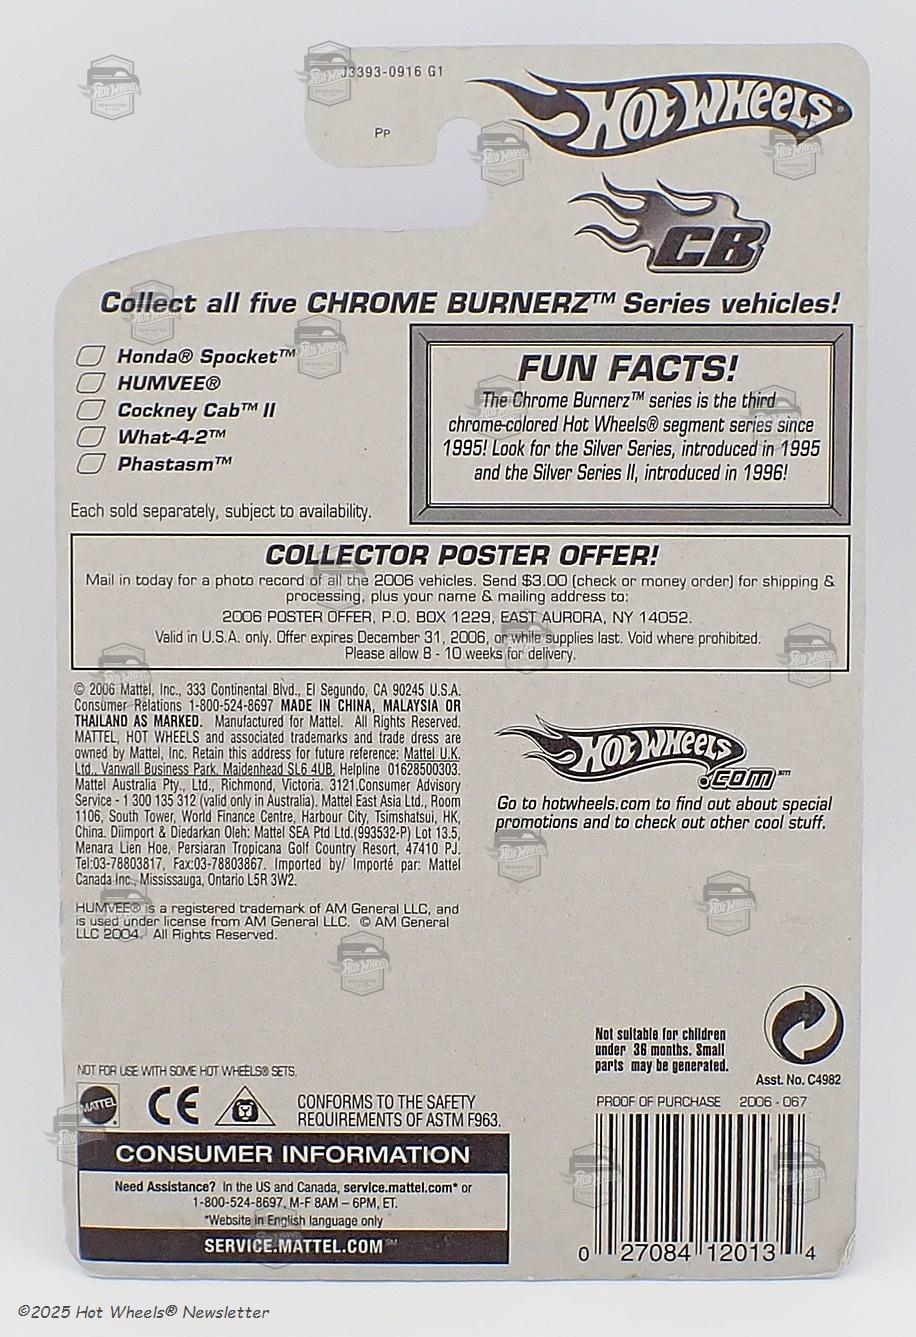 J3393-0916 G1
PP
HOT WHEELS®
CB
Collect all five CHROME BURNERZ™ Series vehicles!
Honda® Spocket™
HUMVEE®
Cockney Cab™ II
What-4-2™
Phastasm™
Each sold separately, subject to availability.
FUN FACTS!
The Chrome Burnerz™ series is the third
chrome-colored Hot Wheels® segment series since
1995! Look for the Silver Series, introduced in 1995
and the Silver Series II, introduced in 1996!
COLLECTOR POSTER OFFER!
Mail in today for a photo record of all the 2006 vehicles. Send $3.00 (check or money order) for shipping &
processing, plus your name & mailing address to:
2006 POSTER OFFER, P.O. BOX 1229, EAST AURORA, NY 14052.
Valid in U.S.A. only. Offer expires December 31, 2006, or while supplies last. Void where prohibited.
Please allow 8 - 10 weeks for delivery.
© 2006 Mattel, Inc., 333 Continental Blvd., El Segundo, CA 90245 U.S.A.
Consumer Relations 1-800-524-8697 MADE IN CHINA, MALAYSIA OR
THAILAND AS MARKED. Manufactured for Mattel. All Rights Reserved.
MATTEL, HOT WHEELS and associated trademarks and trade dress are
owned by Mattel, Inc. Retain this address for future reference: Mattel U.K.
Ltd., Vanwall Business Park, Maidenhead SL6 4UB. Helpline 01628500303.
Mattel Australia Pty., Ltd., Richmond, Victoria. 3121.Consumer Advisory
Service - 1 300 135 312 (valid only in Australia). Mattel East Asia Ltd., Room
1106, South Tower, World Finance Centre, Harbour City, Tsimshatsui, HK,
China. Diimport & Diedarkan Oleh: Mattel SEA Ptd Ltd.(993532-P) Lot 13.5,
Menara Lien Hoe, Persiaran Tropicana Golf Country Resort, 47410 PJ.
Tel:03-78803817, Fax:03-78803867. Imported by/ Importé par: Mattel
Canada Inc., Mississauga, Ontario L5R 3W2.
HUMVEE® is a registered trademark of AM General LLC, and
is used under license from AM General LLC. © AM General
LLC 2004. All Rights Reserved.
HOT WHEELS
.COM℠
Go to hotwheels.com to find out about special
promotions and to check out other cool stuff.
Not suitable for children
under 36 months. Small
parts may be generated.
Asst. No. C4982
NOT FOR USE WITH SOME HOT WHEELS® SETS.
MATTEL
CE
CONFORMS TO THE SAFETY
REQUIREMENTS OF ASTM F963.
CONSUMER INFORMATION
Need Assistance? In the US and Canada, service.mattel.com* or
1-800-524-8697, M-F 8AM – 6PM, ET.
*Website in English language only
SERVICE.MATTEL.COM℠
PROOF OF PURCHASE 2006 - 067
0 27084 12013 4
©2025 Hot Wheels® Newsletter